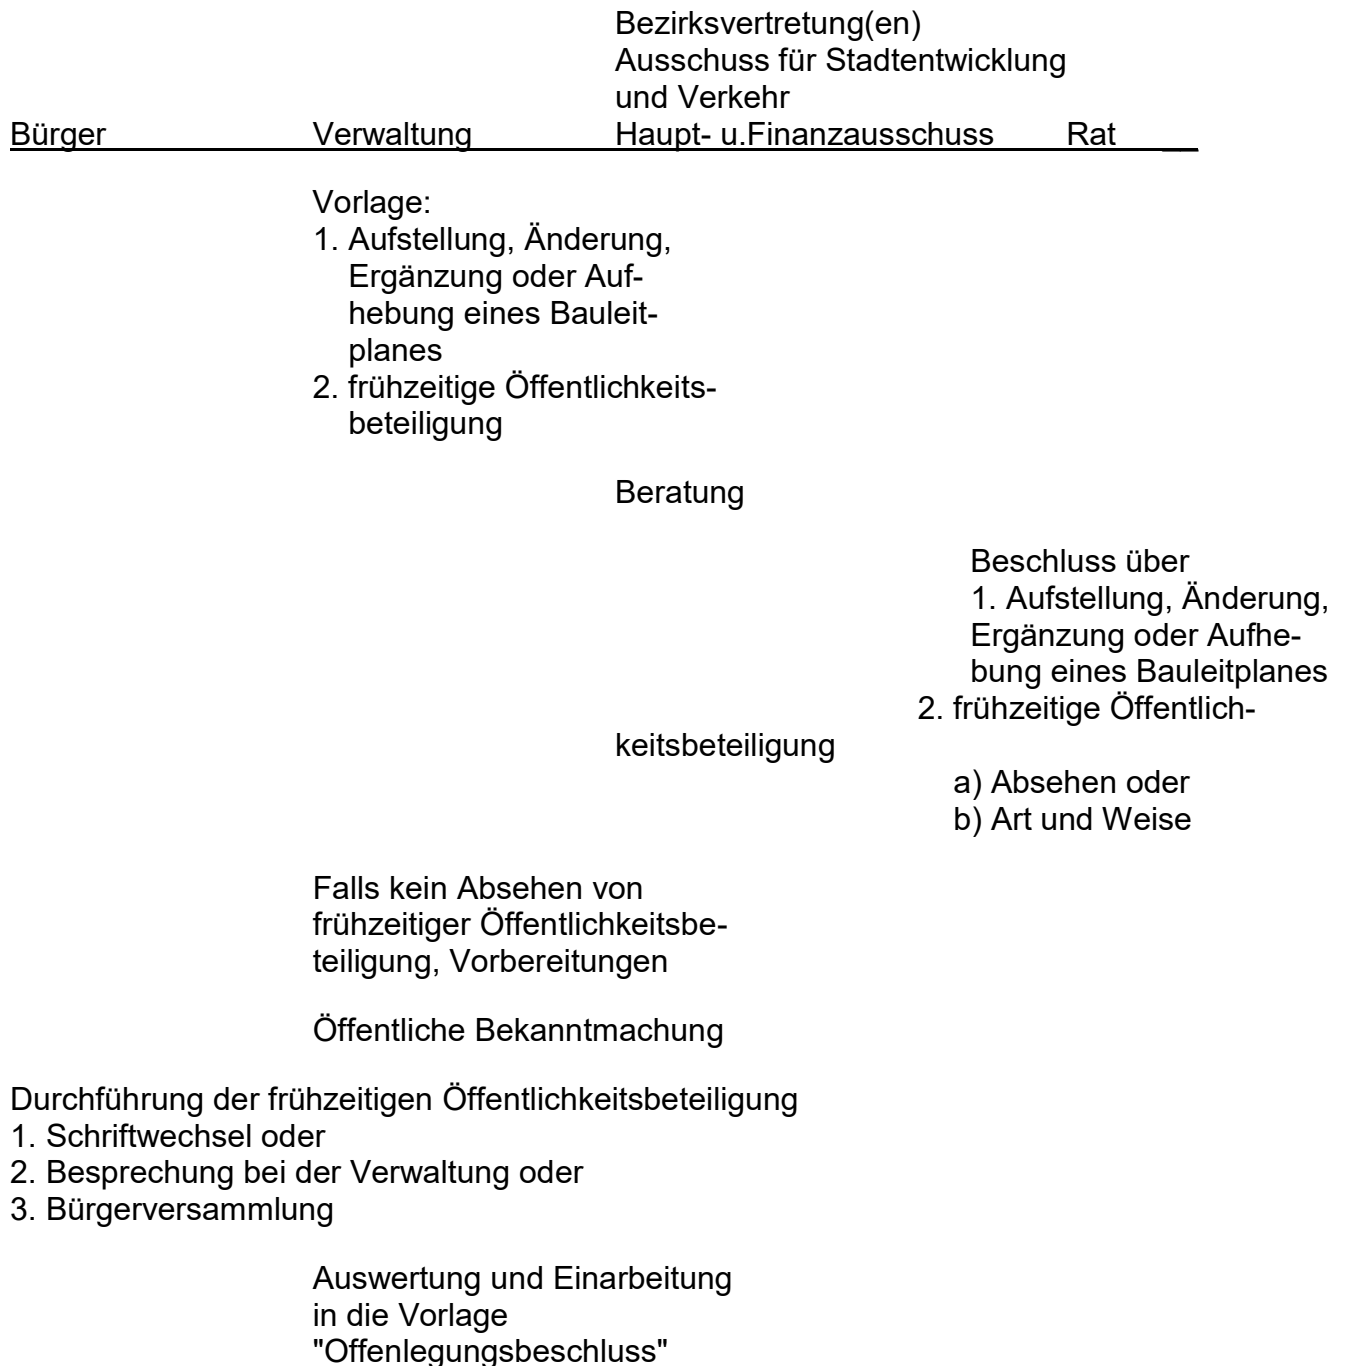 Bezirksvertretung(en)
Ausschuss für Stadtentwicklung
und Verkehr
Bürger Verwaltung Haupt- u.Finanzausschuss Rat __
Vorlage:
1. Aufstellung, Änderung,
Ergänzung oder Auf-
hebung eines Bauleit-
planes
2. frühzeitige Öffentlichkeits-
beteiligung
Beratung
Beschluss über
1. Aufstellung, Änderung,
Ergänzung oder Aufhe-
bung eines Bauleitplanes
2. frühzeitige Öffentlich-
keitsbeteiligung
a) Absehen oder
b) Art und Weise
Falls kein Absehen von
frühzeitiger Öffentlichkeitsbe-
teiligung, Vorbereitungen
Öffentliche Bekanntmachung
Durchführung der frühzeitigen Öffentlichkeitsbeteiligung
1. Schriftwechsel oder
2. Besprechung bei der Verwaltung oder
3. Bürgerversammlung
Auswertung und Einarbeitung
in die Vorlage
"Offenlegungsbeschluss"